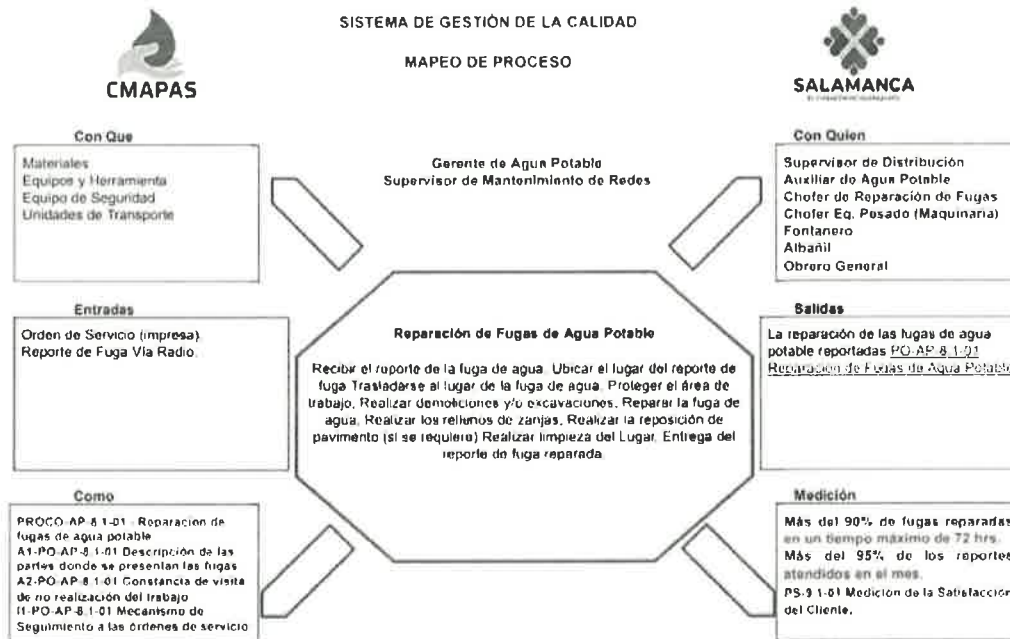 SISTEMA DE GESTIÓN DE LA CALIDAD
MAPEO DE PROCESO
CMAPAS
SALAMANCA
Con Que
Materiales
Equipos y Herramienta
Equipo de Seguridad
Unidades de Transporte
Gerente de Agua Potable
Supervisor de Mantenimiento de Redes
Con Quien
Supervisor de Distribución
Auxiliar de Agua Potable
Chofer de Reparación de Fugas
Chofer Eq. Pesado (Maquinaria)
Fontanero
Albañil
Obrero General
Entradas
Orden de Servicio (impresa).
Reporte de Fuga Vía Radio.
Reparación de Fugas de Agua Potable
Recibir el reporte de la fuga de agua. Ubicar el lugar del reporte de
fuga Trasladarse al lugar de la fuga de agua. Proteger el área de
trabajo, Realizar demoliciones y/o excavaciones. Reparar la fuga de
agua, Realizar los rellenos de zanjas, Realizar la reposición de
pavimento (si se requiere) Realizar limpieza del Lugar. Entrega del
reporte de fuga reparada.
Salidas
La reparación de las fugas de agua
potable reportadas PO-AP-8.1-01
Reparación de Fugas de Agua Potable
Como
PROCO-AP-8.1-01 - Reparación de
fugas de agua potable
A1-PO-AP-8.1-01 Descripción de las
partes donde se presentan las fugas
A2-PO-AP-8.1-01 Constancia de visita
de no realización del trabajo
I1-PO-AP-8.1-01 Mecanismo de
Seguimiento a las órdenes de servicio
Medición
Más del 90% de fugas reparadas
en un tiempo máximo de 72 hrs.
Más del 95% de los reportes
atendidos en el mes.
PS-9.1-01 Medición de la Satisfacción
del Cliente.